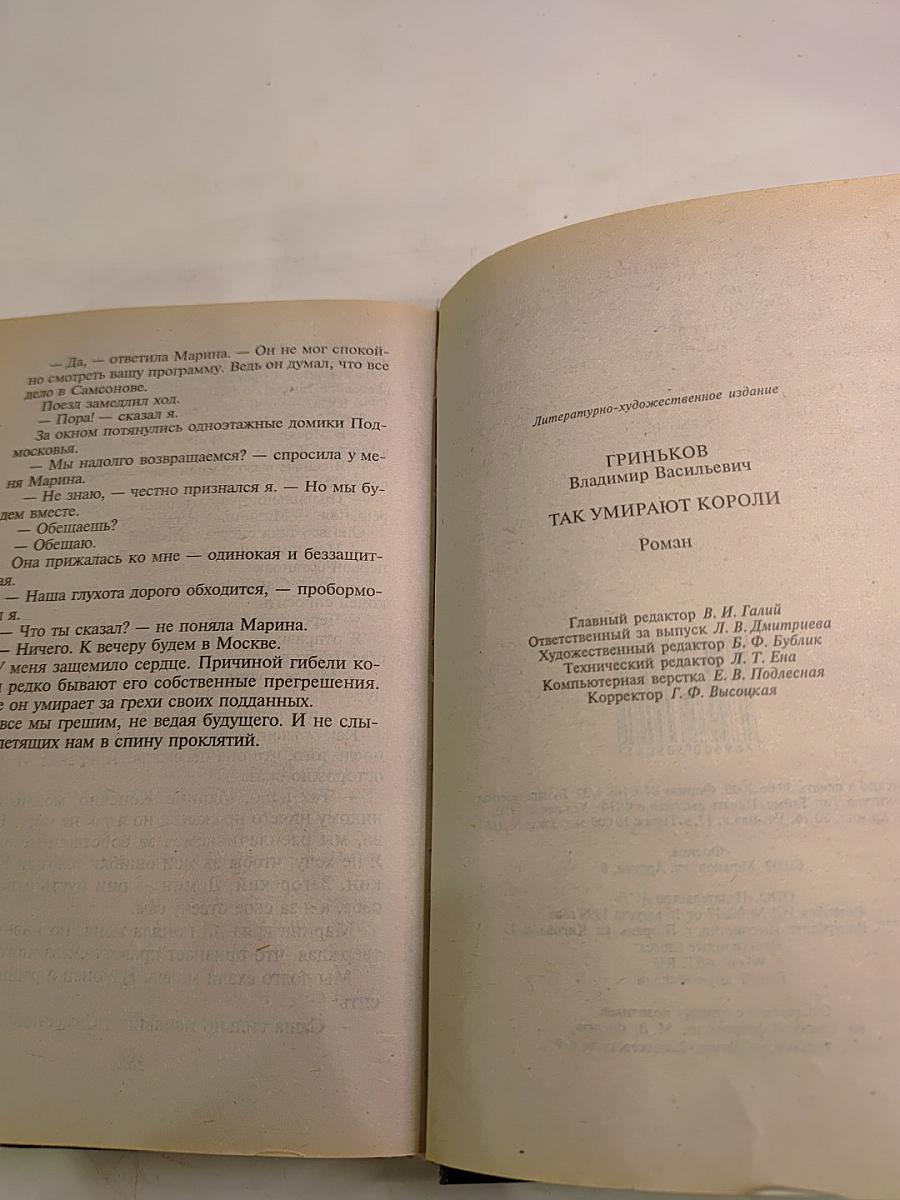 — Да, — ответила Марина. — Он не мог спокой-
но смотреть вашу программу. Ведь он думал, что все
дело в Самсонове.
Поезд замедлил ход.
— Пора! — сказал я.
За окном потянулись одноэтажные домики Под-
московья.
— Мы надолго возвращаемся? — спросила у ме-
ня Марина.
— Не знаю, — честно признался я. — Но мы бу-
дем вместе.
— Обещаешь?
— Обещаю.
Она прижалась ко мне — одинокая и беззащит-
ая.
— Наша глухота дорого обходится, — пробормо-
я.
— Что ты сказал? — не поняла Марина.
— Ничего. К вечеру будем в Москве.
У меня защемило сердце. Причиной гибели ко-
редко бывают его собственные прегрешения.
е он умирает за грехи своих подданных.
все мы грешим, не ведая будущего. И не слы-
летящих нам в спину проклятий.
Литературно-художественное издание
ГРИНЬКОВ
Владимир Васильевич
ТАК УМИРАЮТ КОРОЛИ
Роман
Главный редактор В. И. Галий
Ответственный за выпуск Л. В. Дмитриева
Художественный редактор Б. Ф. Бублик
Технический редактор Л. Т. Ена
Компьютерная верстка Е. В. Подлесная
Корректор Г. Ф. Высоцкая